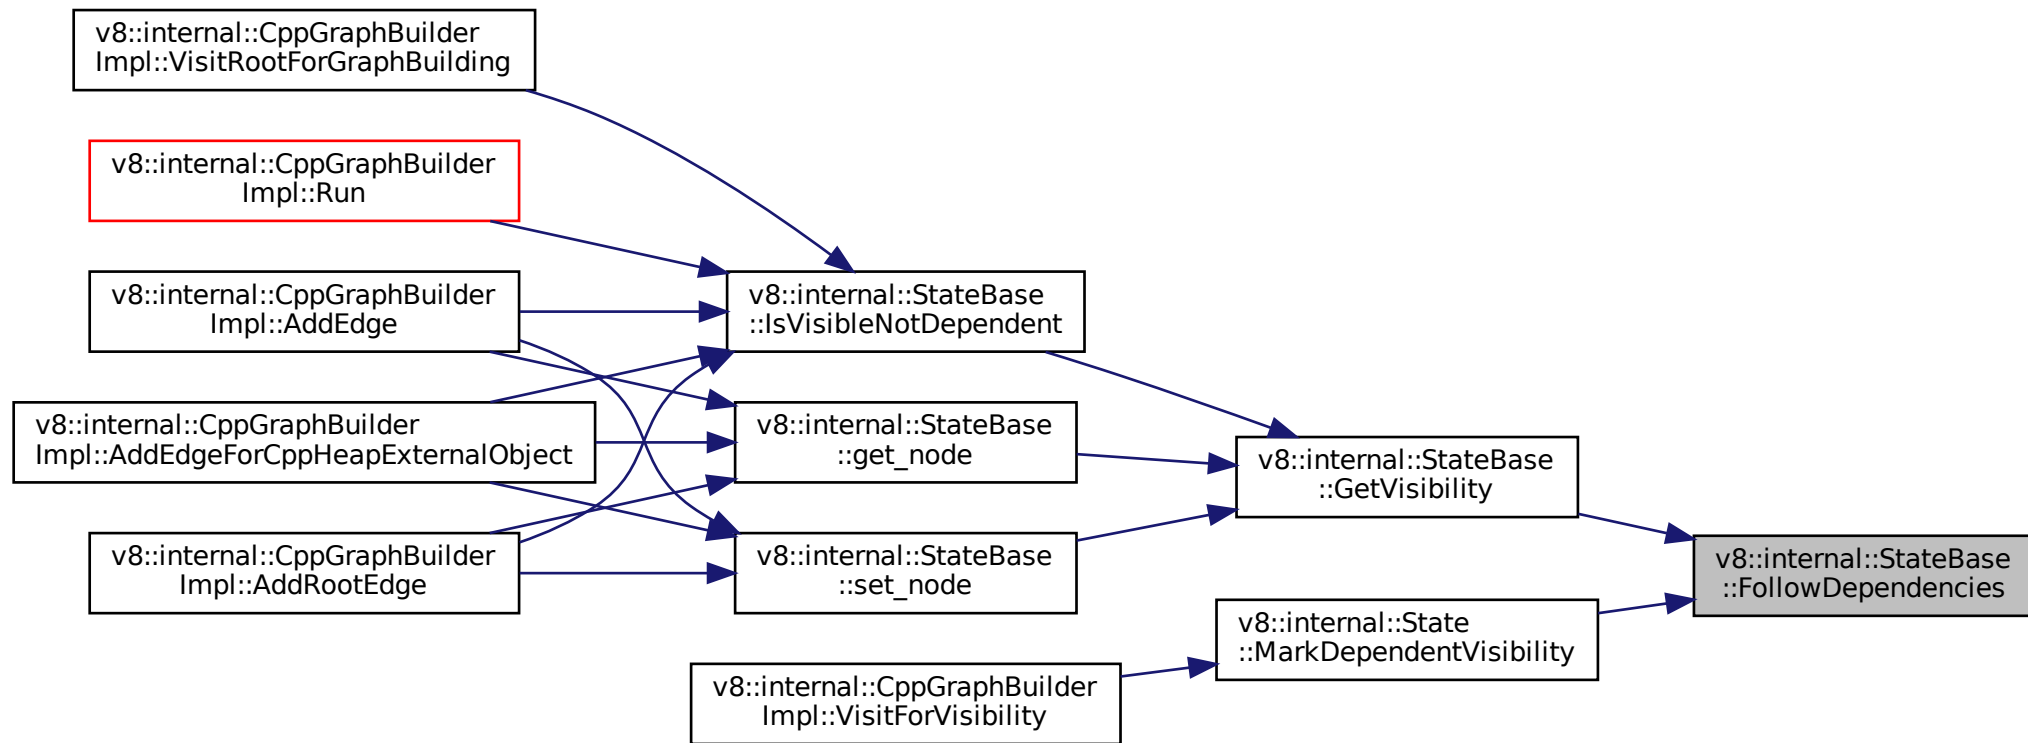 v8::internal::CppGraphBuilder
Impl::VisitRootForGraphBuilding
v8::internal::CppGraphBuilder
Impl::Run
v8::internal::CppGraphBuilder
Impl::AddEdge
v8::internal::CppGraphBuilder
Impl::AddEdgeForCppHeapExternalObject
v8::internal::CppGraphBuilder
Impl::AddRootEdge
v8::internal::StateBase
::IsVisibleNotDependent
v8::internal::StateBase
::get_node
v8::internal::StateBase
::set_node
v8::internal::CppGraphBuilder
Impl::VisitForVisibility
v8::internal::StateBase
::GetVisibility
v8::internal::State
::MarkDependentVisibility
v8::internal::StateBase
::FollowDependencies